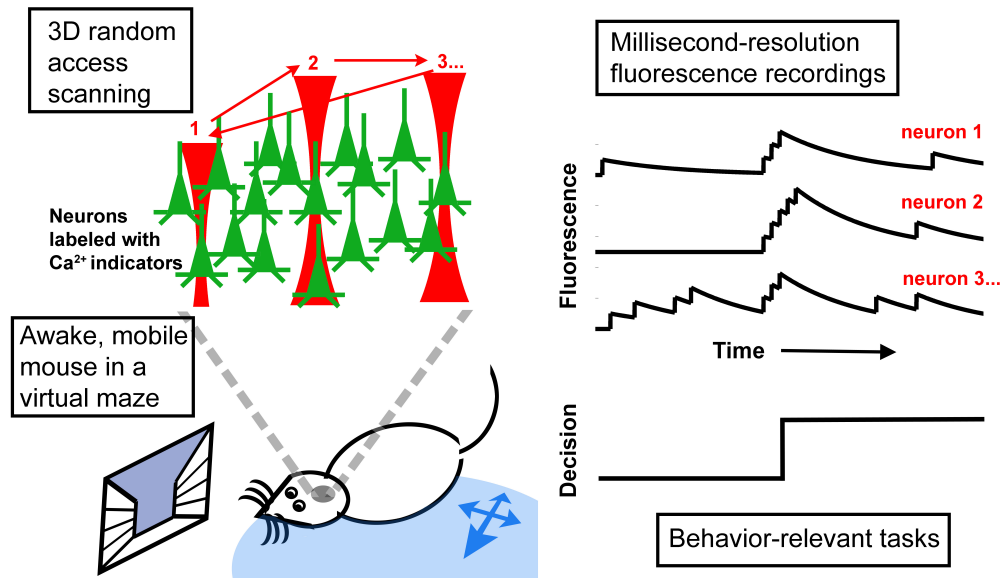 3D random
access
scanning
1
2
3...
Neurons
labeled with
Ca²⁺ indicators
Awake, mobile
mouse in a
virtual maze
Millisecond-resolution
fluorescence recordings
Fluorescence
neuron 1
neuron 2
neuron 3...
Time
Decision
Behavior-relevant tasks